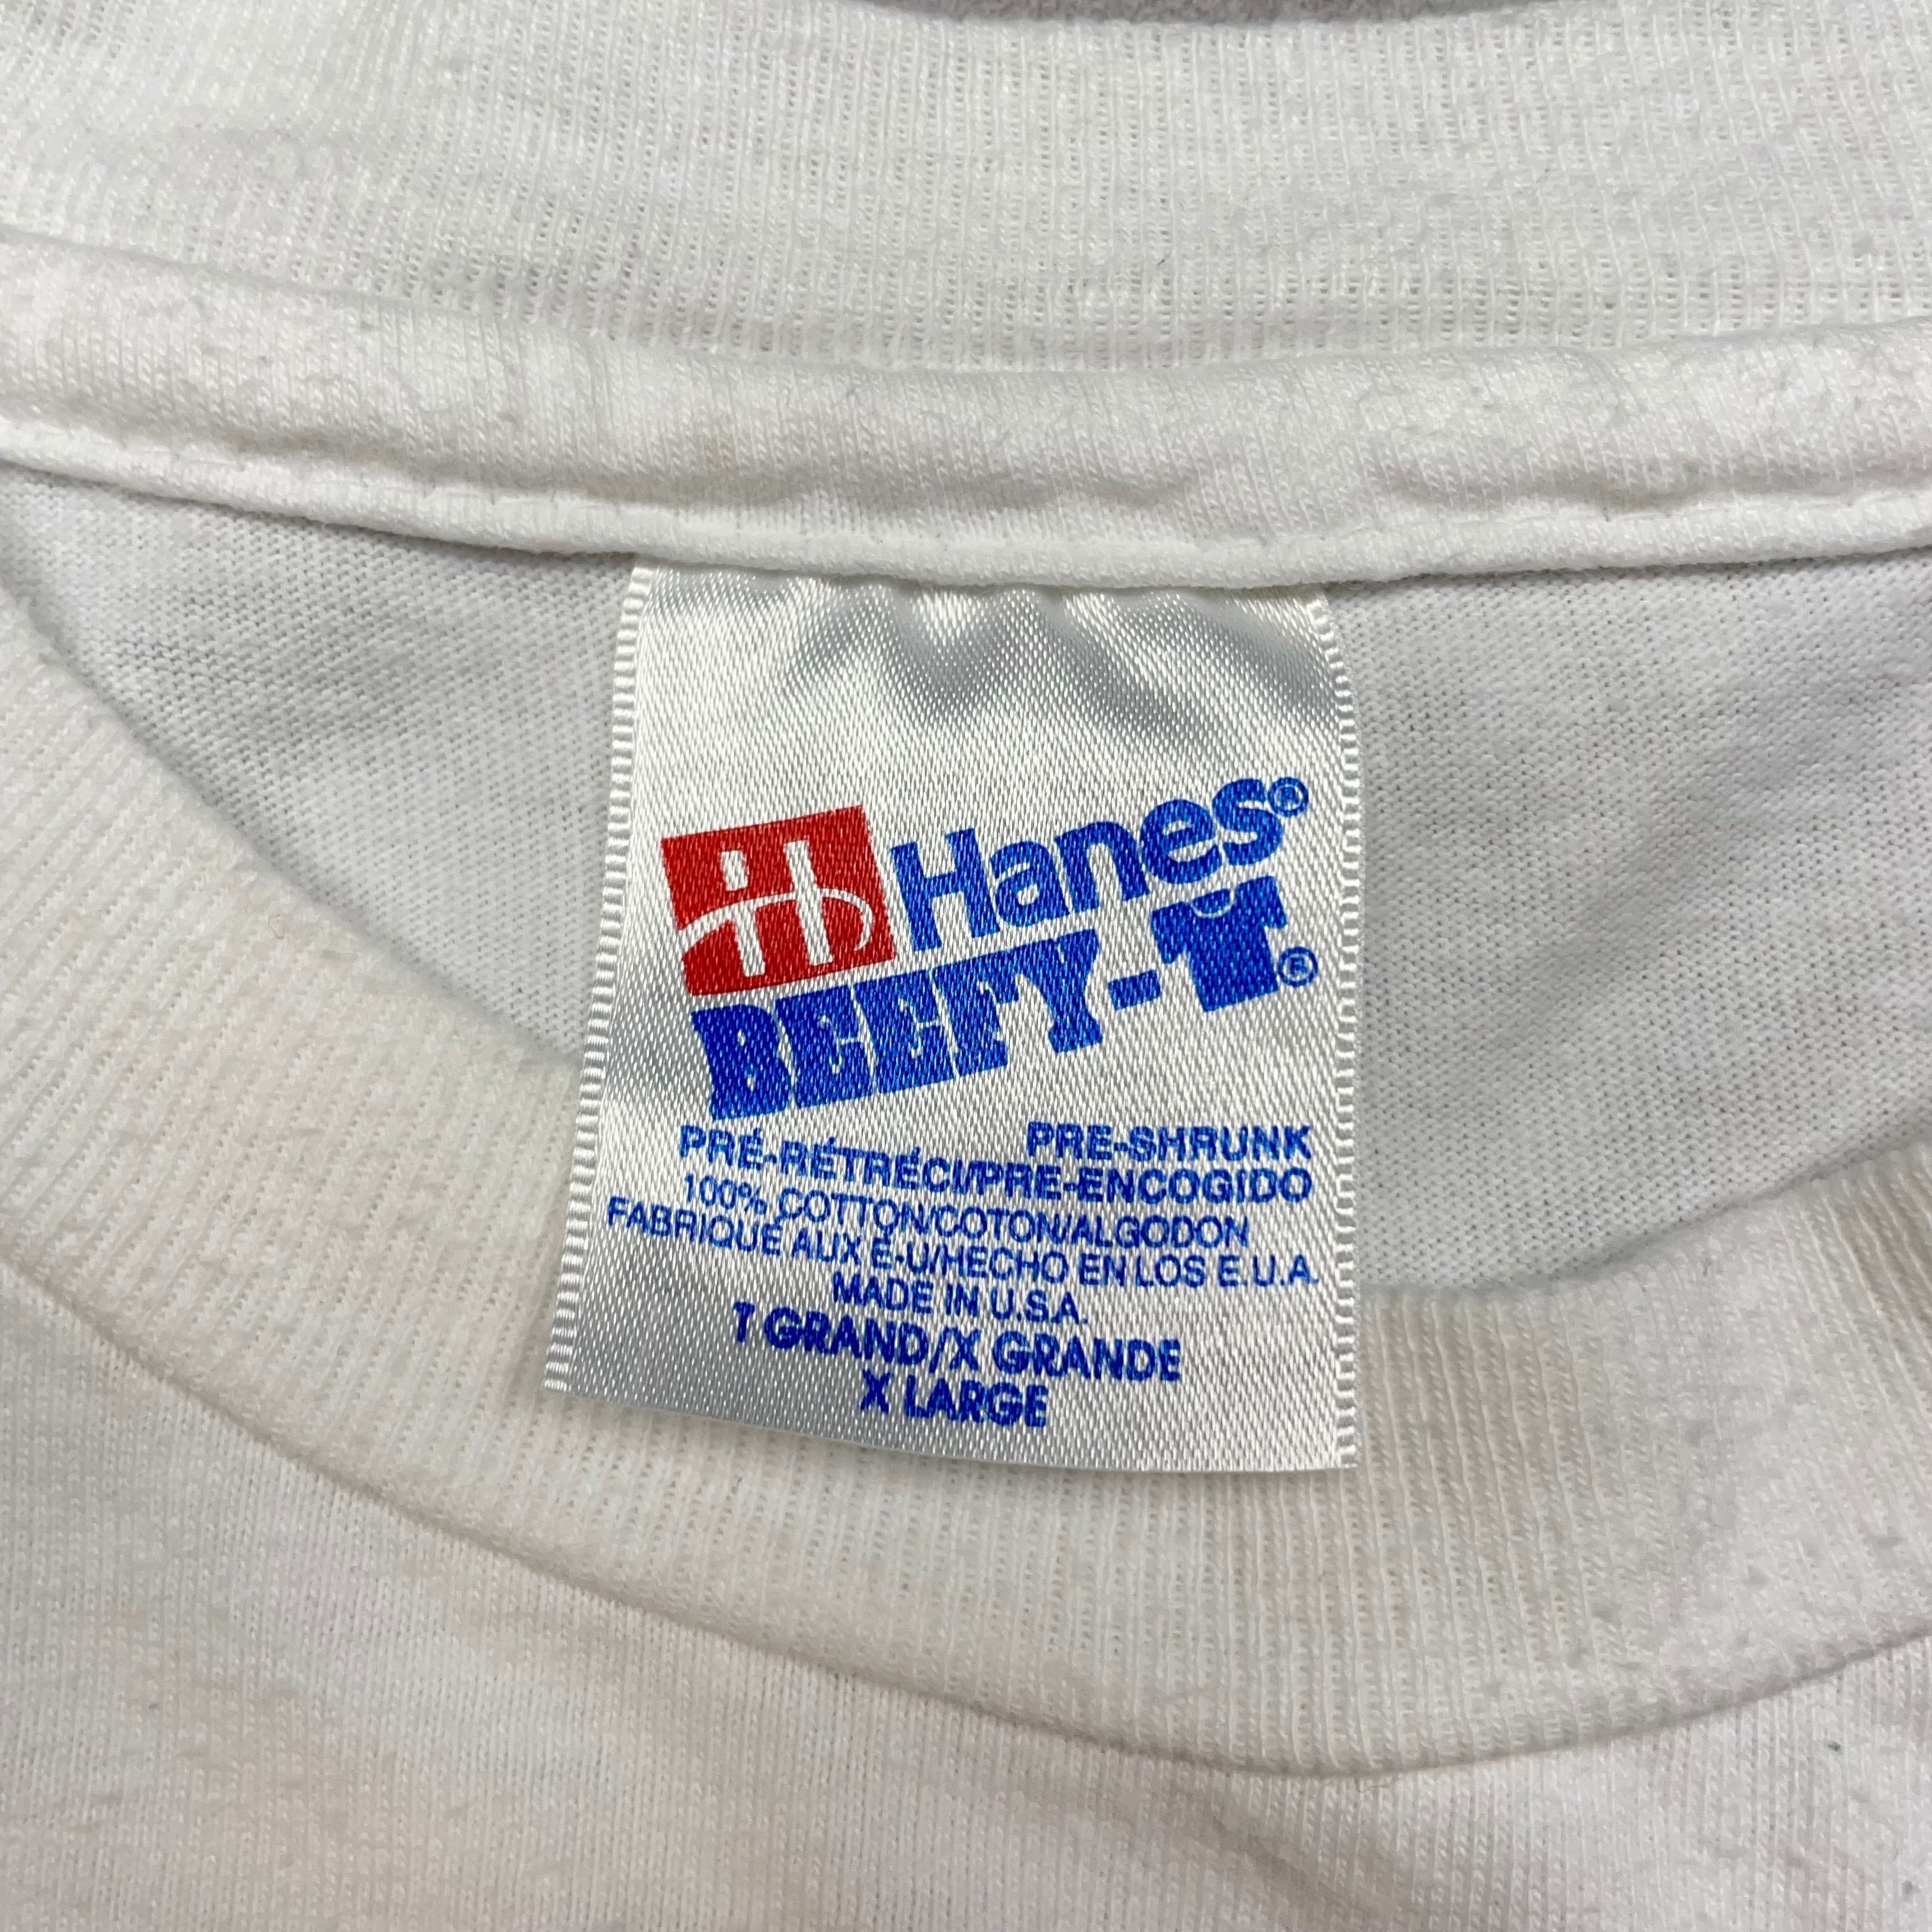 Hanes®
BEEFY-T®
PRE-SHRUNK
PRÉ-RÉTRÉCI/PRE-ENCOGIDO
100% COTTON/COTON/ALGODON
FABRIQUÉ AUX É-U/HECHO EN LOS E.U.A.
MADE IN U.S.A.
T GRAND/X GRANDE
X LARGE